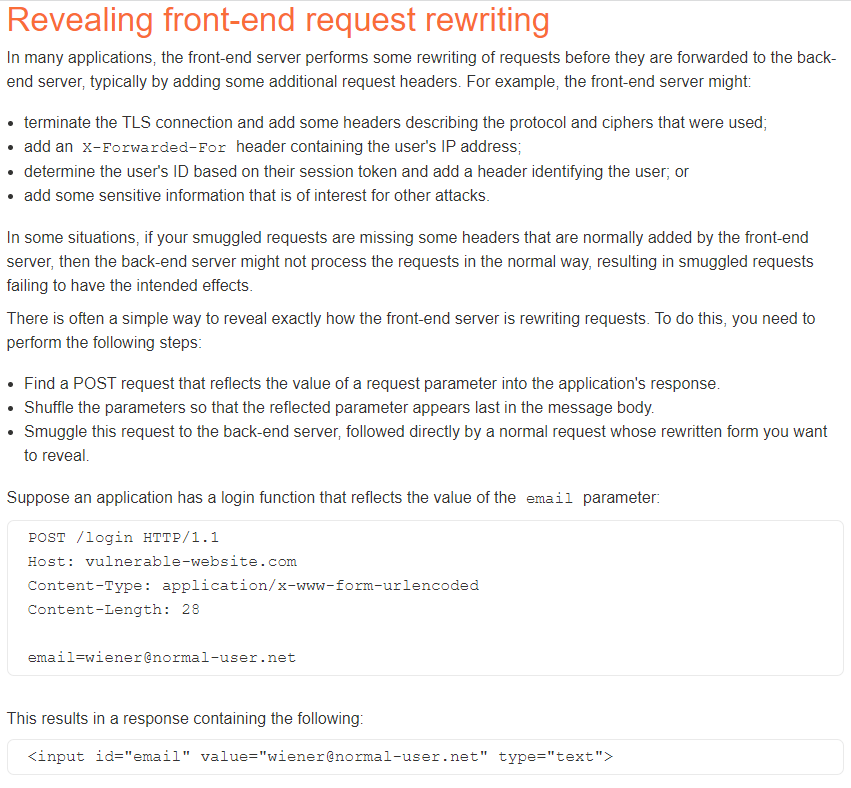 Revealing front-end request rewriting
In many applications, the front-end server performs some rewriting of requests before they are forwarded to the back-
end server, typically by adding some additional request headers. For example, the front-end server might:
• terminate the TLS connection and add some headers describing the protocol and ciphers that were used;
• add an X-Forwarded-For header containing the user's IP address;
• determine the user's ID based on their session token and add a header identifying the user; or
• add some sensitive information that is of interest for other attacks.
In some situations, if your smuggled requests are missing some headers that are normally added by the front-end
server, then the back-end server might not process the requests in the normal way, resulting in smuggled requests
failing to have the intended effects.
There is often a simple way to reveal exactly how the front-end server is rewriting requests. To do this, you need to
perform the following steps:
• Find a POST request that reflects the value of a request parameter into the application's response.
• Shuffle the parameters so that the reflected parameter appears last in the message body.
• Smuggle this request to the back-end server, followed directly by a normal request whose rewritten form you want
to reveal.
Suppose an application has a login function that reflects the value of the email parameter:
POST /login HTTP/1.1
Host: vulnerable-website.com
Content-Type: application/x-www-form-urlencoded
Content-Length: 28
email=wiener@normal-user.net
This results in a response containing the following:
<input id="email" value="wiener@normal-user.net" type="text">